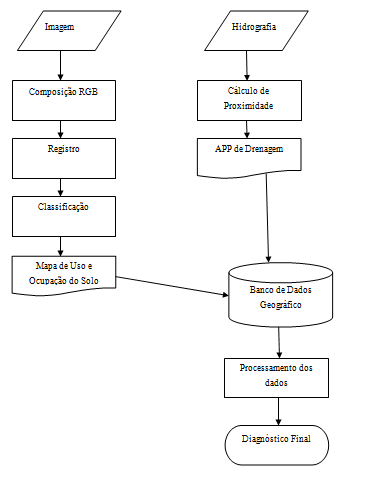 Imagem
Hidrografia
Composição RGB
Cálculo de
Proximidade
Registro
APP de Drenagem
Classificação
Mapa de Uso e
Ocupação do Solo
Banco de Dados
Geográfico
Processamento dos
dados
Diagnóstico Final